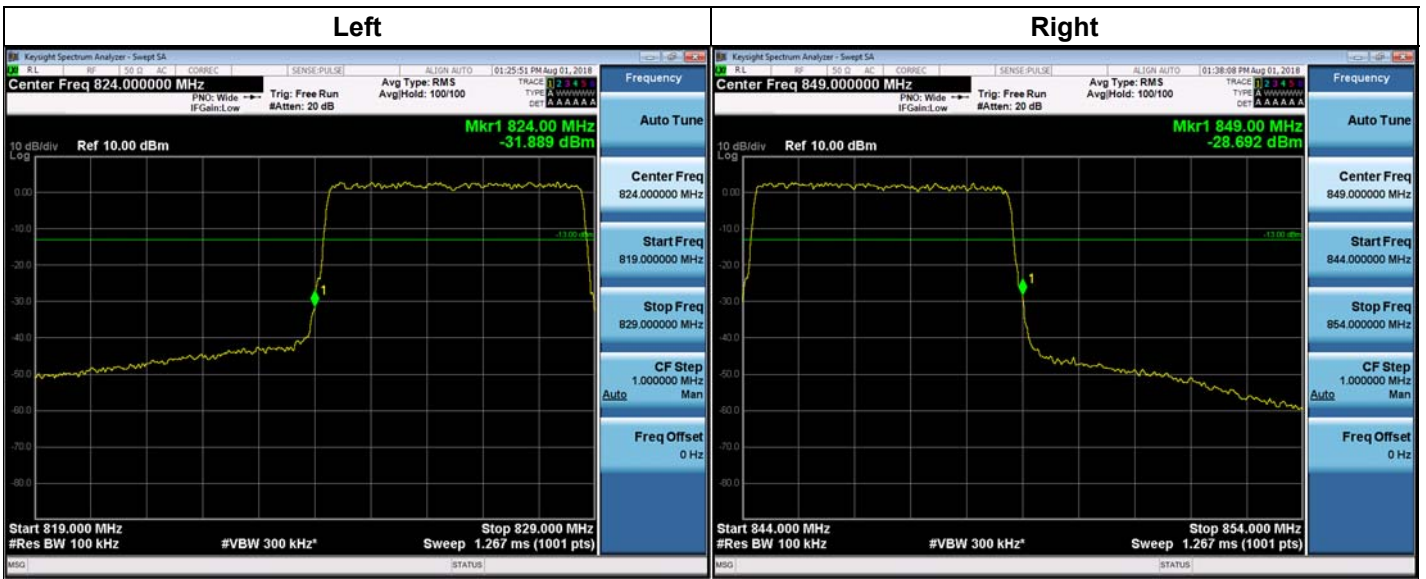 Left
Right
Keysight Spectrum Analyzer - Swept SA
RL RF 50 Ω AC CORREC SENSE:PULSE ALIGN AUTO 01:25:51 PM Aug 01, 2018
Center Freq 824.000000 MHz
PNO: Wide
IFGain:Low
Trig: Free Run
#Atten: 20 dB
Avg Type: RMS
Avg|Hold: 100/100
TRACE 1 2 3 4 5 6
TYPE A WWWWW
DET A A A A A A
Mkr1 824.00 MHz
-31.889 dBm
10 dB/div Ref 10.00 dBm
Log
0.00
-10.0
-13.00 dBm
-20.0
-30.0
1
-40.0
-50.0
-60.0
-70.0
-80.0
Start 819.000 MHz
Stop 829.000 MHz
#Res BW 100 kHz
#VBW 300 kHz*
Sweep 1.267 ms (1001 pts)
MSG
STATUS
Frequency
Auto Tune
Center Freq
824.000000 MHz
Start Freq
819.000000 MHz
Stop Freq
829.000000 MHz
CF Step
1.000000 MHz
Auto Man
Freq Offset
0 Hz
Keysight Spectrum Analyzer - Swept SA
RL RF 50 Ω AC CORREC SENSE:PULSE ALIGN AUTO 01:38:08 PM Aug 01, 2018
Center Freq 849.000000 MHz
PNO: Wide
IFGain:Low
Trig: Free Run
#Atten: 20 dB
Avg Type: RMS
Avg|Hold: 100/100
TRACE 1 2 3 4 5 6
TYPE A WWWWW
DET A A A A A A
Mkr1 849.00 MHz
-28.692 dBm
10 dB/div Ref 10.00 dBm
Log
0.00
-10.0
-13.00 dBm
-20.0
-30.0
1
-40.0
-50.0
-60.0
-70.0
-80.0
Start 844.000 MHz
Stop 854.000 MHz
#Res BW 100 kHz
#VBW 300 kHz*
Sweep 1.267 ms (1001 pts)
MSG
STATUS
Frequency
Auto Tune
Center Freq
849.000000 MHz
Start Freq
844.000000 MHz
Stop Freq
854.000000 MHz
CF Step
1.000000 MHz
Auto Man
Freq Offset
0 Hz